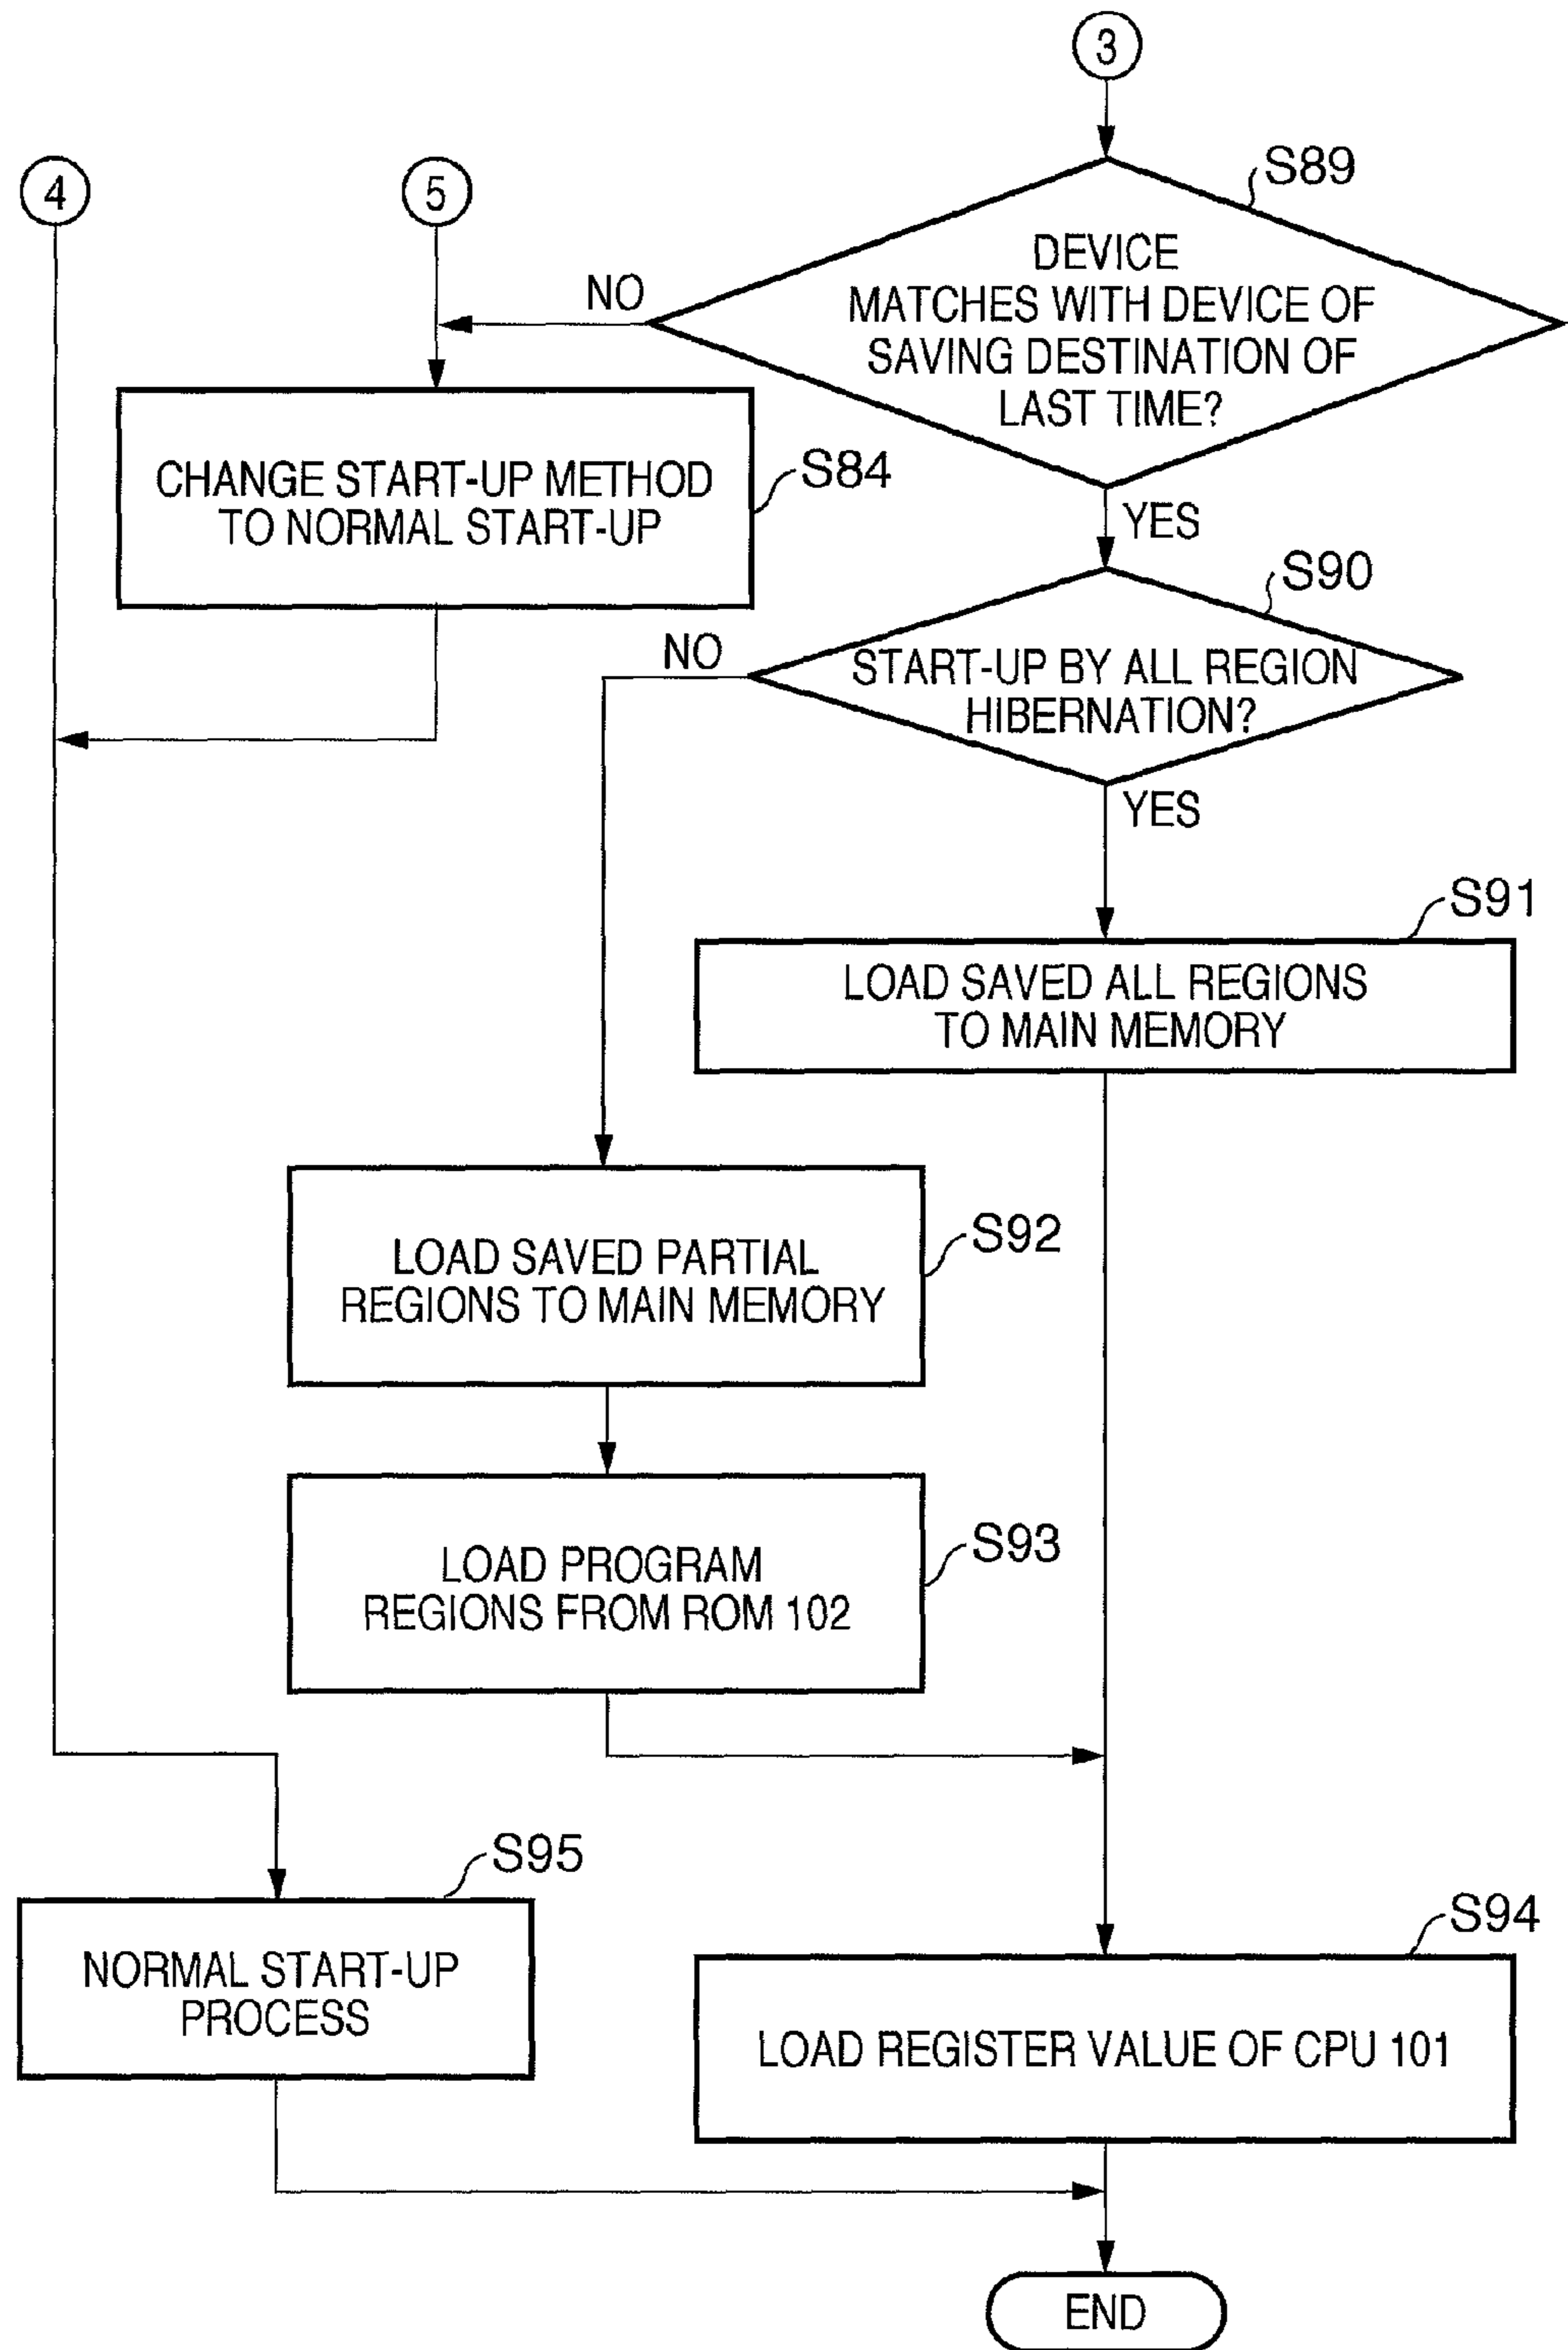 3
4
5
S89
DEVICE
MATCHES WITH DEVICE OF
SAVING DESTINATION OF
LAST TIME?
NO
YES
CHANGE START-UP METHOD
TO NORMAL START-UP
S84
S90
START-UP BY ALL REGION
HIBERNATION?
NO
YES
S91
LOAD SAVED ALL REGIONS
TO MAIN MEMORY
S92
LOAD SAVED PARTIAL
REGIONS TO MAIN MEMORY
S93
LOAD PROGRAM
REGIONS FROM ROM 102
S95
NORMAL START-UP
PROCESS
S94
LOAD REGISTER VALUE OF CPU 101
END